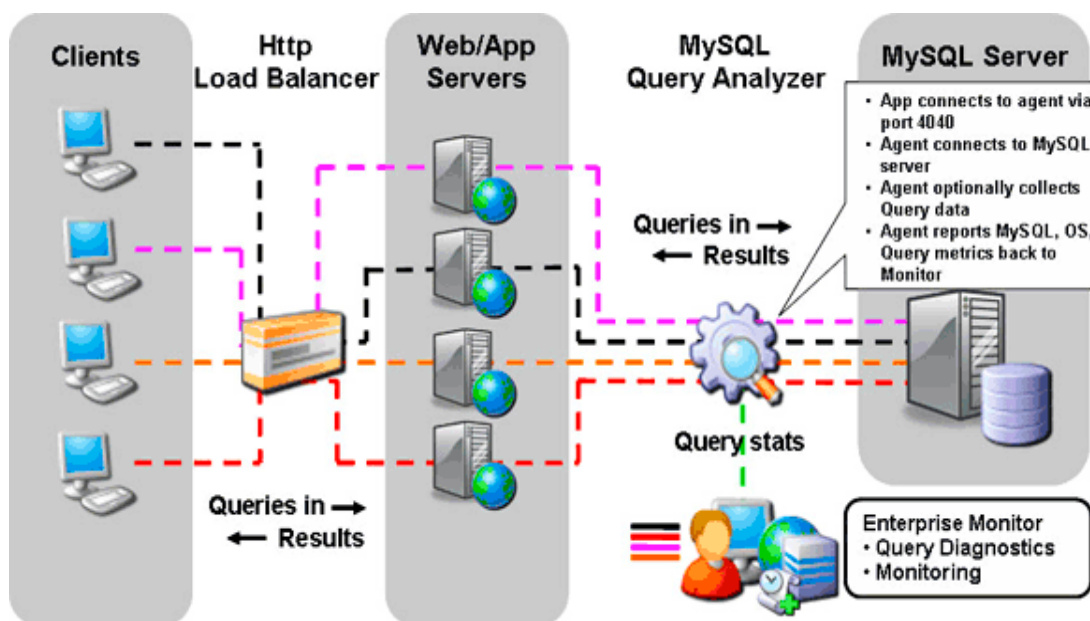 Clients
Http
Load Balancer
Web/App
Servers
MySQL
Query Analyzer
MySQL Server
• App connects to agent via
port 4040
• Agent connects to MySQL
server
• Agent optionally collects
Query data
• Agent reports MySQL, OS,
Query metrics back to
Monitor
Queries in
Results
Query stats
Queries in
Results
Enterprise Monitor
• Query Diagnostics
• Monitoring